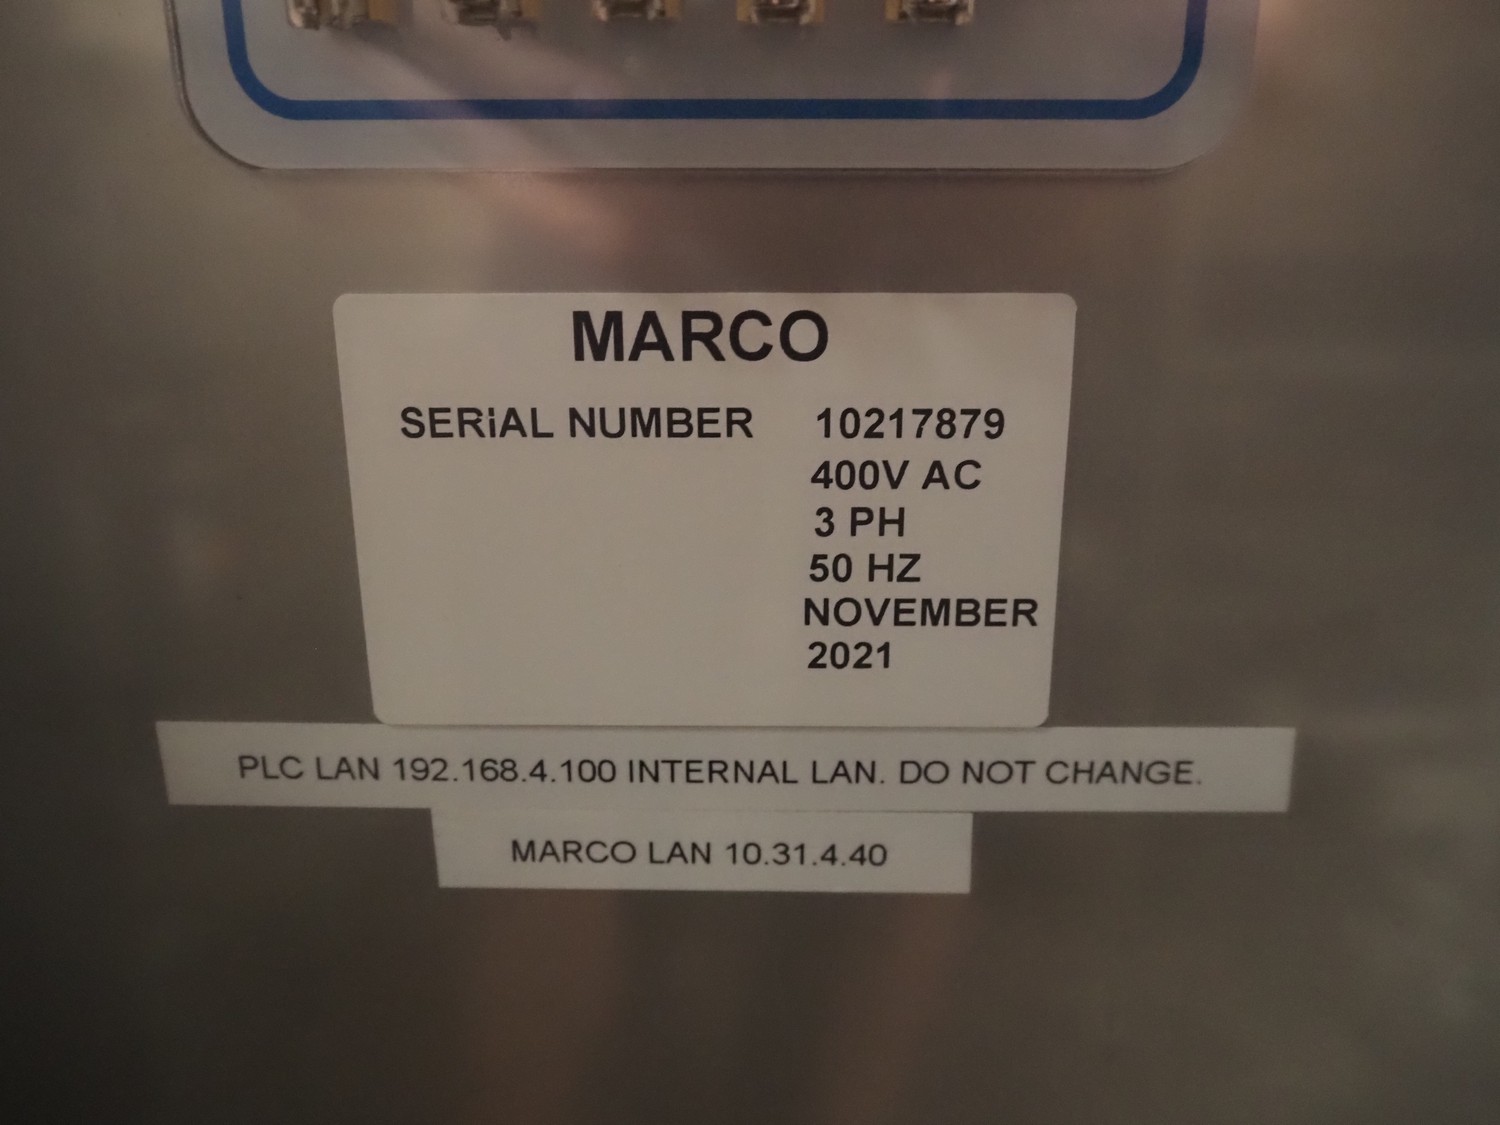 MARCO
SERiAL NUMBER 10217879
400V AC
3 PH
50 HZ
NOVEMBER
2021
PLC LAN 192.168.4.100 INTERNAL LAN. DO NOT CHANGE.
MARCO LAN 10.31.4.40